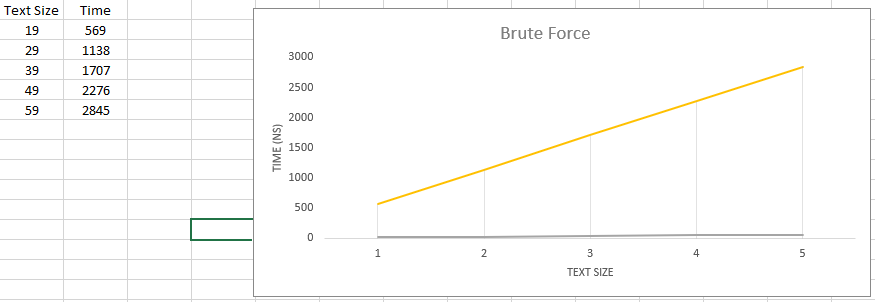 Text Size Time
19 569
29 1138
39 1707
49 2276
59 2845
Brute Force
3000
2500
2000
1500
1000
500
0
TIME (NS)
1 2 3 4 5
TEXT SIZE